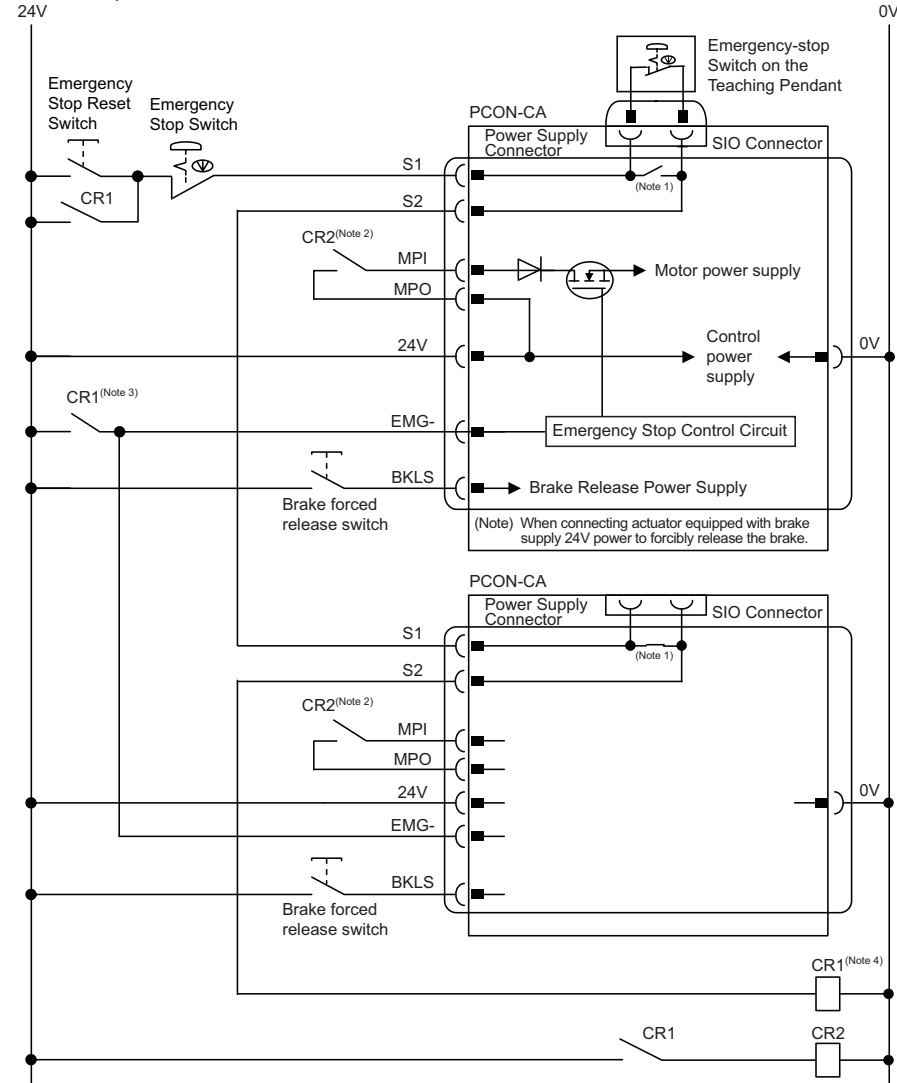 24V
0V
Emergency-stop
Switch on the
Teaching Pendant
Emergency
Stop Reset
Switch
Emergency
Stop Switch
PCON-CA
Power Supply
Connector
SIO Connector
S1
(Note 1)
CR1
S2
CR2(Note 2)
MPI
Motor power supply
MPO
24V
Control
power
supply
0V
CR1(Note 3)
EMG-
Emergency Stop Control Circuit
BKLS
Brake Release Power Supply
Brake forced
release switch
(Note) When connecting actuator equipped with brake
supply 24V power to forcibly release the brake.
PCON-CA
Power Supply
Connector
SIO Connector
S1
(Note 1)
S2
CR2(Note 2)
MPI
MPO
24V
0V
EMG-
BKLS
Brake forced
release switch
CR1(Note 4)
CR1
CR2